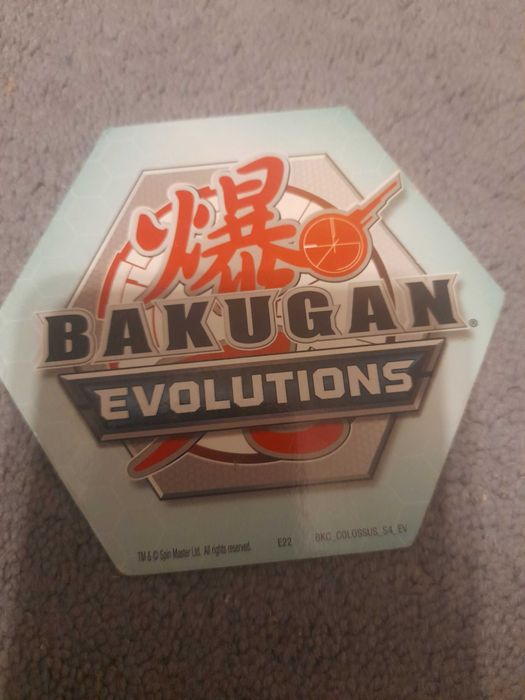 爆
BAKUGAN®
EVOLUTIONS
TM & © Spin Master Ltd. All rights reserved.
E22
BKC_COLOSSUS_S4_EV